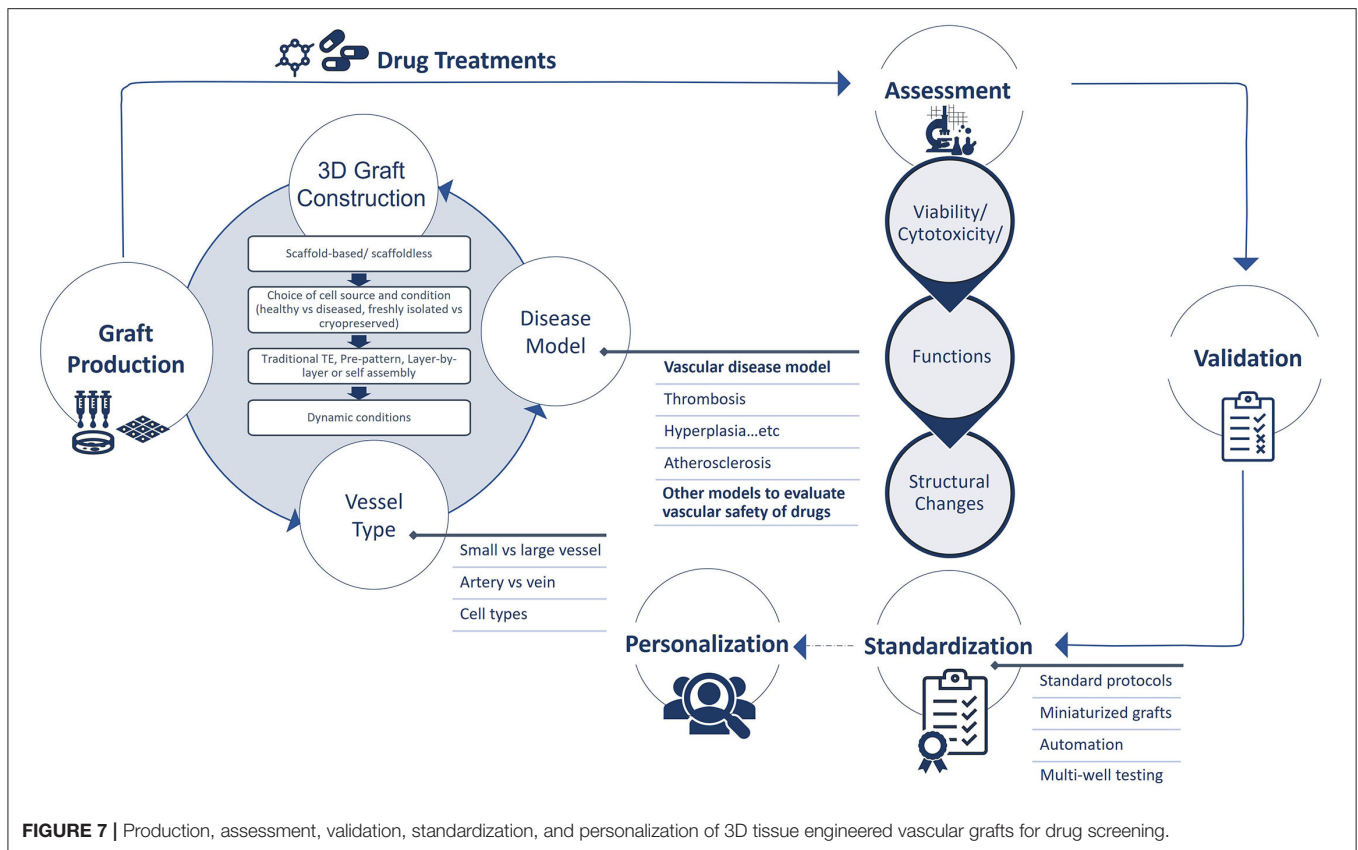 Drug Treatments
Assessment
3D Graft
Construction
Scaffold-based/ scaffoldless
Choice of cell source and condition
(healthy vs diseased, freshly isolated vs
cryopreserved)
Traditional TE, Pre-pattern, Layer-by-
layer or self assembly
Dynamic conditions
Graft
Production
Disease
Model
Vascular disease model
Thrombosis
Hyperplasia...etc
Atherosclerosis
Other models to evaluate
vascular safety of drugs
Vessel
Type
Small vs large vessel
Artery vs vein
Cell types
Viability/
Cytotoxicity/
Functions
Structural
Changes
Validation
Standardization
Standard protocols
Miniaturized grafts
Automation
Multi-well testing
Personalization
FIGURE 7 | Production, assessment, validation, standardization, and personalization of 3D tissue engineered vascular grafts for drug screening.